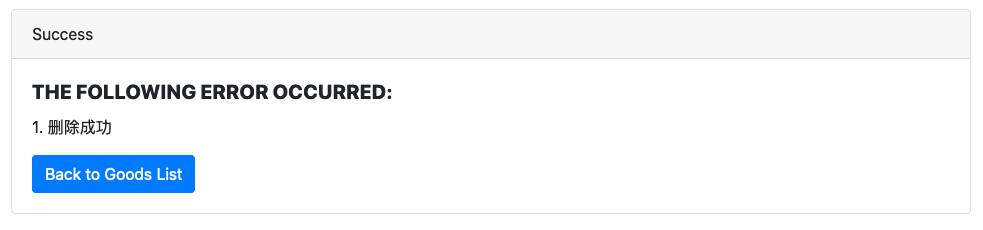 Success
THE FOLLOWING ERROR OCCURRED:
1. 删除成功
Back to Goods List